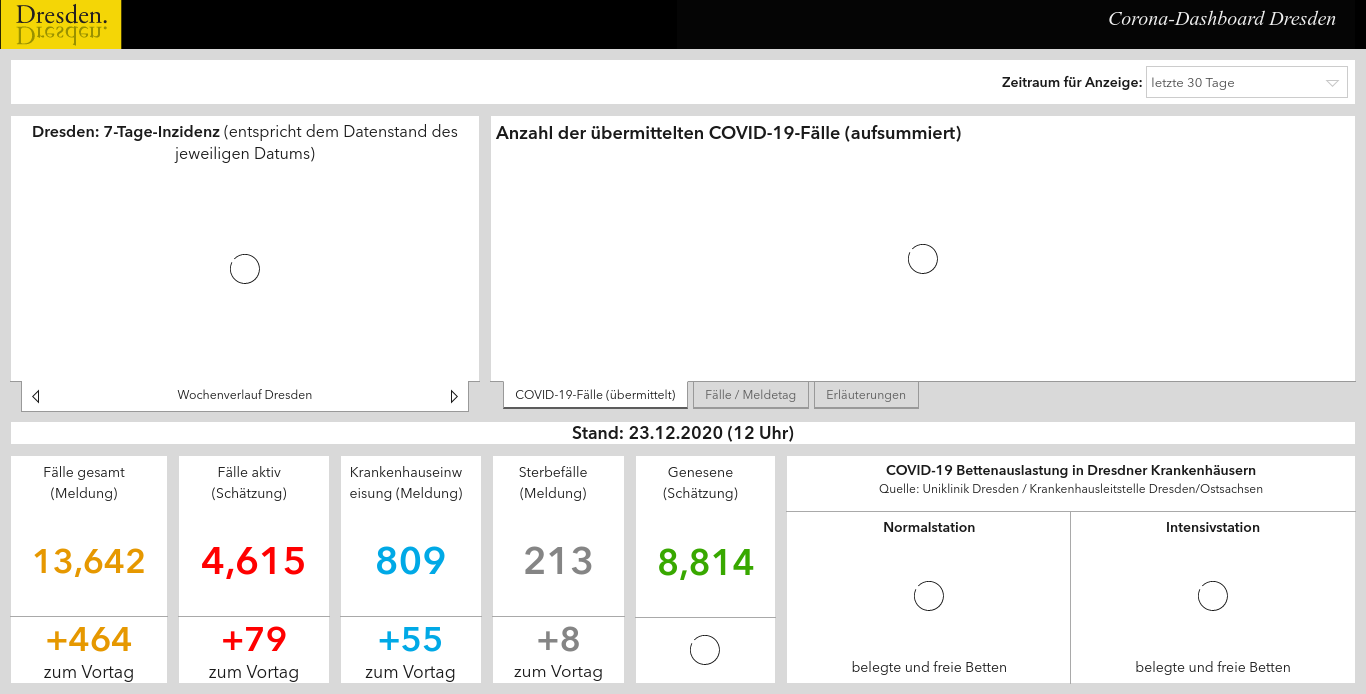 Dresden.
Corona-Dashboard Dresden
Zeitraum für Anzeige:
letzte 30 Tage
Dresden: 7-Tage-Inzidenz (entspricht dem Datenstand des
jeweiligen Datums)
Wochenverlauf Dresden
Anzahl der übermittelten COVID-19-Fälle (aufsummiert)
COVID-19-Fälle (übermittelt)
Fälle / Meldetag
Erläuterungen
Stand: 23.12.2020 (12 Uhr)
Fälle gesamt
(Meldung)
13,642
+464
zum Vortag
Fälle aktiv
(Schätzung)
4,615
+79
zum Vortag
Krankenhauseinw
eisung (Meldung)
809
+55
zum Vortag
Sterbefälle
(Meldung)
213
+8
zum Vortag
Genesene
(Schätzung)
8,814
COVID-19 Bettenauslastung in Dresdner Krankenhäusern
Quelle: Uniklinik Dresden / Krankenhausleitstelle Dresden/Ostsachsen
Normalstation
belegte und freie Betten
Intensivstation
belegte und freie Betten